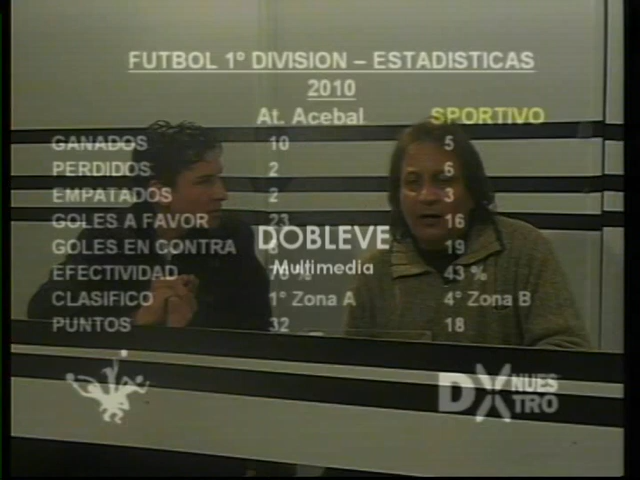 FUTBOL 1º DIVISION – ESTADISTICAS
2010
At. Acebal SPORTIVO
GANADOS 10 5
PERDIDOS 2 6
EMPATADOS 2 3
GOLES A FAVOR 23 16
GOLES EN CONTRA 19
EFECTIVIDAD % 43 %
CLASIFICO 1º Zona A 4º Zona B
PUNTOS 32 18
DOBLEVE
Multimedia
DX NUES
TRO